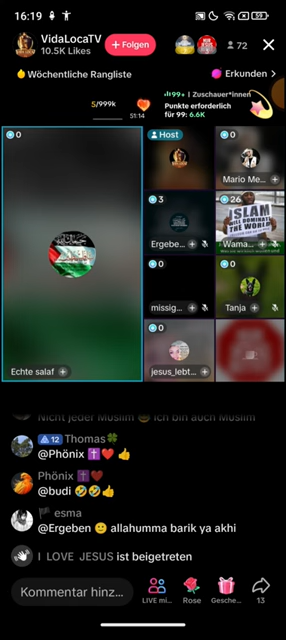 16:19
59
VidaLocaTV
10.5K Likes
+ Folgen
72
Wöchentliche Rangliste
Erkunden >
5/999k
51:14
99+ | Zuschauer*innen
Punkte erforderlich
für 99: 6.6K
0
Host
0
Mario Me...
3
Ergebe...
26
ISLAM
WILL DOMINATE
THE WORLD
Wama...
0
missig...
0
Tanja
Echte salaf
0
jesus_lebt...
Nicht jeder Muslim 😄 ich bin auch Muslim
12 Thomas🍀
@Phönix ✝️❤️👍
Phönix ✝️❤️
@budi 🤣🤣👍
🏴 esma
@Ergeben 🙂 allahumma barik ya akhi
I LOVE JESUS ist beigetreten
Kommentar hinz...
LIVE mi...
Rose
Gesche...
13